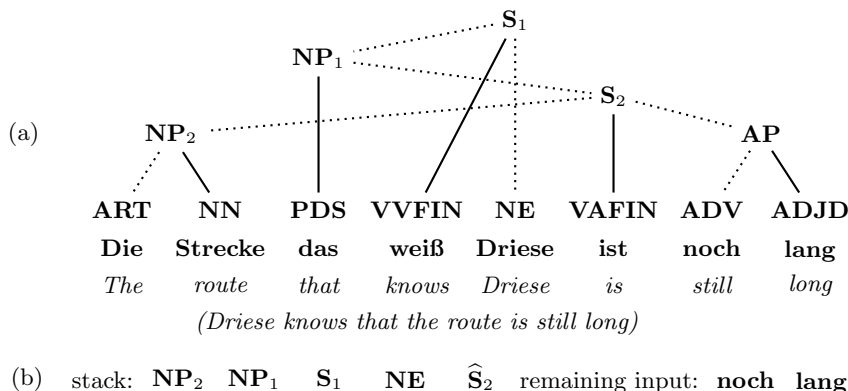 S₁
NP₁
S₂
(a) NP₂ AP
ART NN PDS VVFIN NE VAFIN ADV ADJD
Die Strecke das weiß Driese ist noch lang
The route that knows Driese is still long
(Driese knows that the route is still long)
(b) stack: NP₂ NP₁ S₁ NE Ŝ₂ remaining input: noch lang